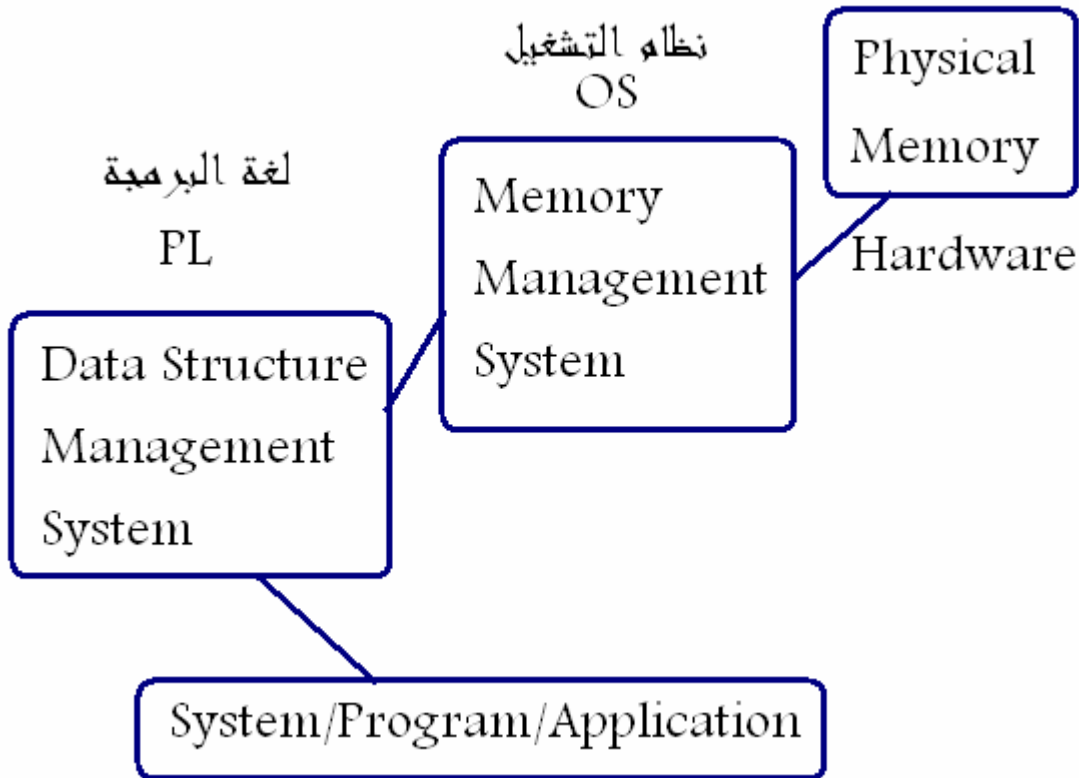 نظام التشغيل
OS
Physical
Memory
Hardware
لغة البرمجة
PL
Memory
Management
System
Data Structure
Management
System
System/Program/Application